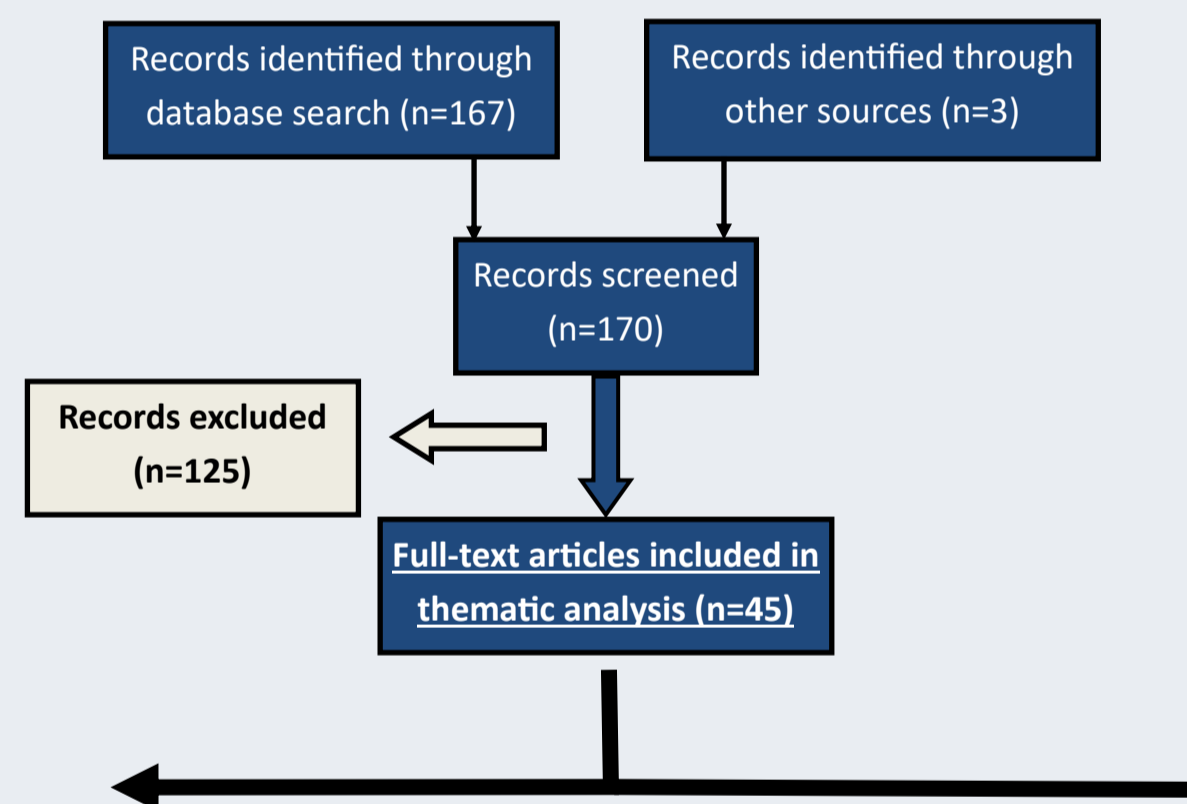 Records identified through
database search (n=167)
Records identified through
other sources (n=3)
Records screened
(n=170)
Records excluded
(n=125)
Full-text articles included in
thematic analysis (n=45)